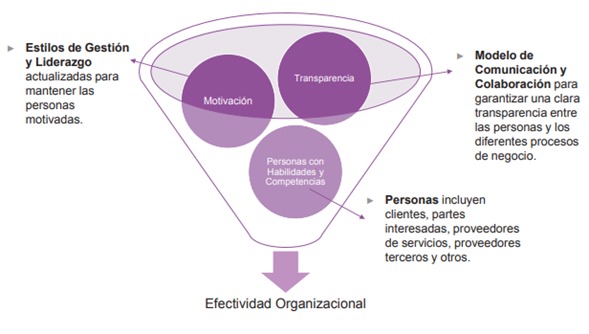 Estilos de Gestión
y Liderazgo
actualizadas para
mantener las
personas
motivadas.
Motivación
Transparencia
Modelo de
Comunicación y
Colaboración para
garantizar una clara
transparencia entre
las personas y los
diferentes procesos
de negocio.
Personas con
Habilidades y
Competencias
Personas incluyen
clientes, partes
interesadas, proveedores
de servicios, proveedores
terceros y otros.
Efectividad Organizacional